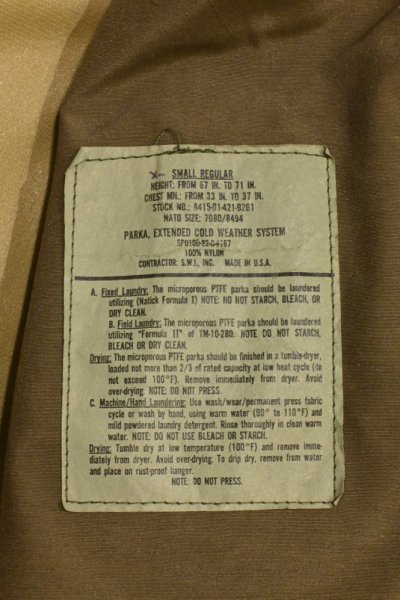 X- SMALL REGULAR
HEIGHT: FROM 67 IN. TO 71 IN.
CHEST MN.: FROM 33 IN. TO 37 IN.
STOCK NO.: 8415-01-421-9261
NATO SIZE: 7080/8494
PARKA, EXTENDED COLD WEATHER SYSTEM
100% NYLON
CONTRACTOR: S.W.I., INC. MADE IN U.S.A.
A. Fixed Laundry: The microporous PTFE parka should be laundered
utilizing (Natick Formula I) NOTE: NO NOT STARCH, BLEACH, OR
DRY CLEAN.
B. Field Laundry: The microporous PTFE parka should be laundered
utilizing "Formula II" of TM-10-280. NOTE DO NOT STARCH,
BLEACH OR DRY CLEAN.
Drying: The microporous PTFE parka should be finished in a tumble-dryer,
loaded not more than 2/3 of rated capacity at low heat cycle (to
not exceed 100°F). Remove immediately from dryer. Avoid
over-drying. NOTE: DO NOT PRESS.
C. Machine/Hand Laundering: Use wash/wear/permanent press fabric
cycle or wash by hand, using warm water (90° to 110°F) and
mild powdered laundry detergent. Rinse thoroughly in clean warm
water. NOTE: DO NOT USE BLEACH OR STARCH.
Drying: Tumble dry at low temperature (100°F) and remove imme-
diately from dryer. Avoid over-drying. To drip dry, remove from water
and place on rust-proof hanger.
NOTE: DO NOT PRESS.